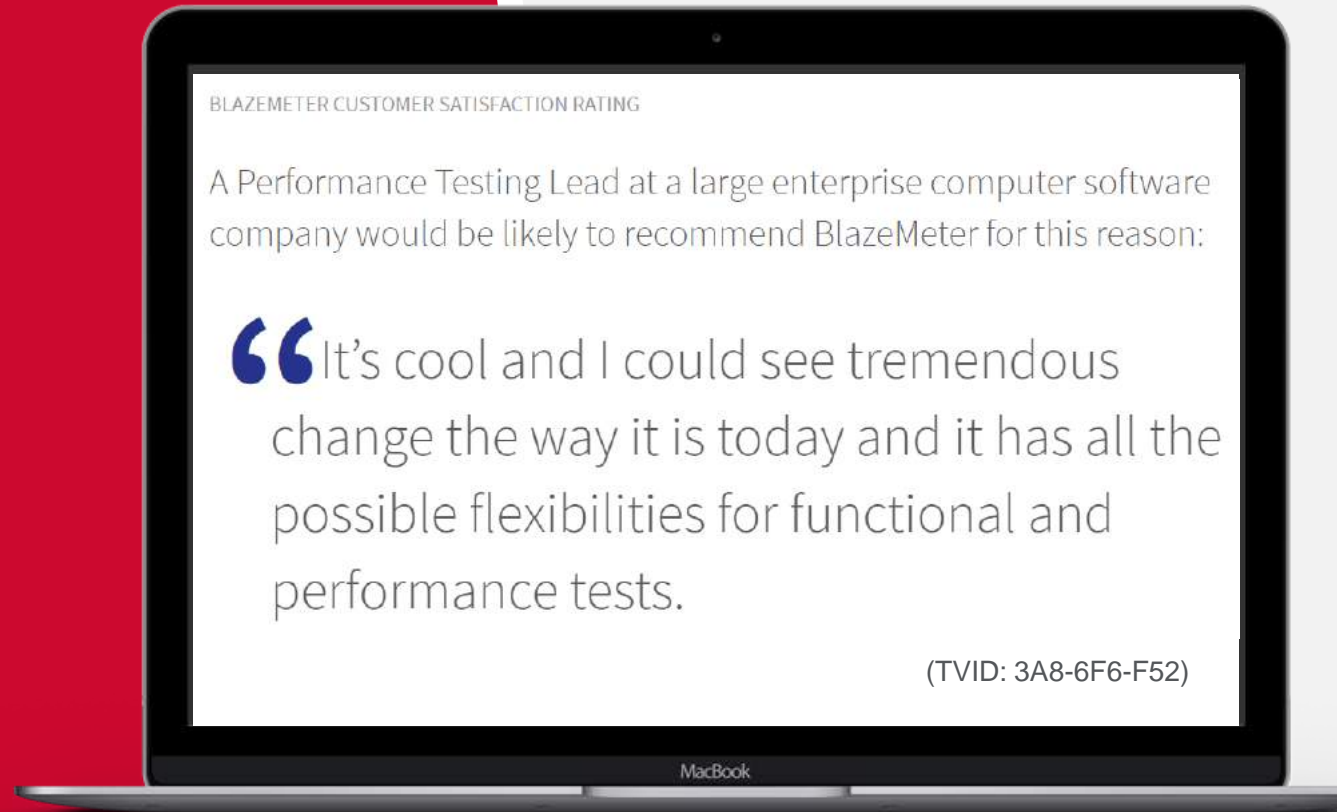 BLAZEMETER CUSTOMER SATISFACTION RATING
A Performance Testing Lead at a large enterprise computer software
company would be likely to recommend BlazeMeter for this reason:
“It’s cool and I could see tremendous
change the way it is today and it has all the
possible flexibilities for functional and
performance tests.
(TVID: 3A8-6F6-F52)
MacBook